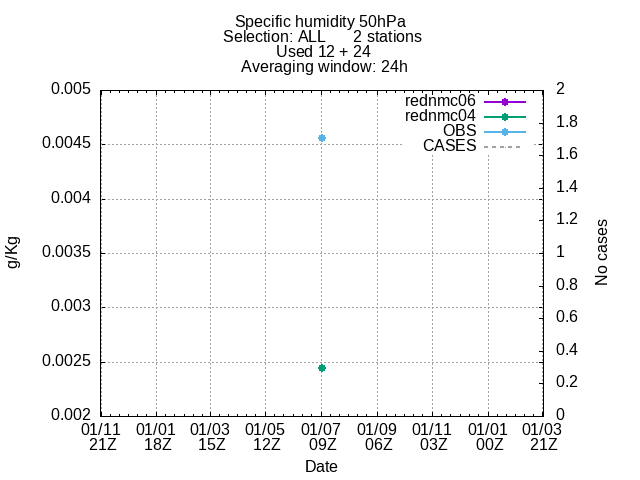 Specific humidity 50hPa
Selection: ALL 2 stations
Used 12 + 24
Averaging window: 24h
0.005
0.0045
0.004
0.0035
0.003
0.0025
0.002
g/Kg
rednmc06
rednmc04
OBS
CASES
2
1.8
1.6
1.4
1.2
1
0.8
0.6
0.4
0.2
0
No cases
01/11 01/01 01/03 01/05 01/07 01/09 01/11 01/01 01/03
21Z 18Z 15Z 12Z 09Z 06Z 03Z 00Z 21Z
Date